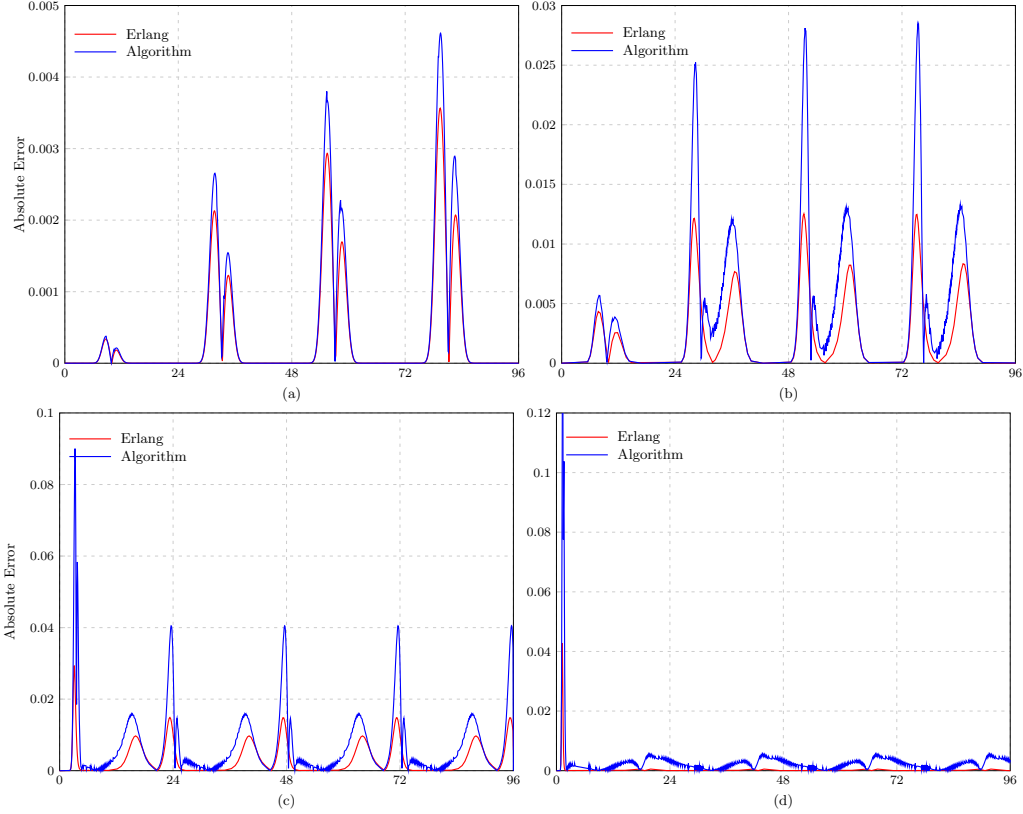 0.005
0.004
0.003
0.002
0.001
0
Absolute Error
Erlang
Algorithm
0 24 48 72 96
(a)
0.03
0.025
0.02
0.015
0.01
0.005
0
Erlang
Algorithm
0 24 48 72 96
(b)
0.1
0.08
0.06
0.04
0.02
0
Absolute Error
Erlang
Algorithm
0 24 48 72 96
(c)
0.12
0.1
0.08
0.06
0.04
0.02
0
Erlang
Algorithm
0 24 48 72 96
(d)